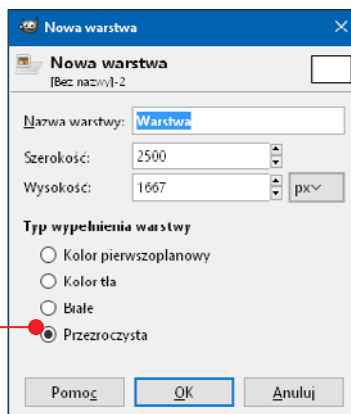 Nowa warstwa
Nowa warstwa
[Bez nazwy]-2
Nazwa warstwy: Warstwa
Szerokość: 2500
Wysokość: 1667 px
Typ wypełnienia warstwy
Kolor pierwszoplanowy
Kolor tła
Białe
Przezroczysta
Pomoc OK Anuluj